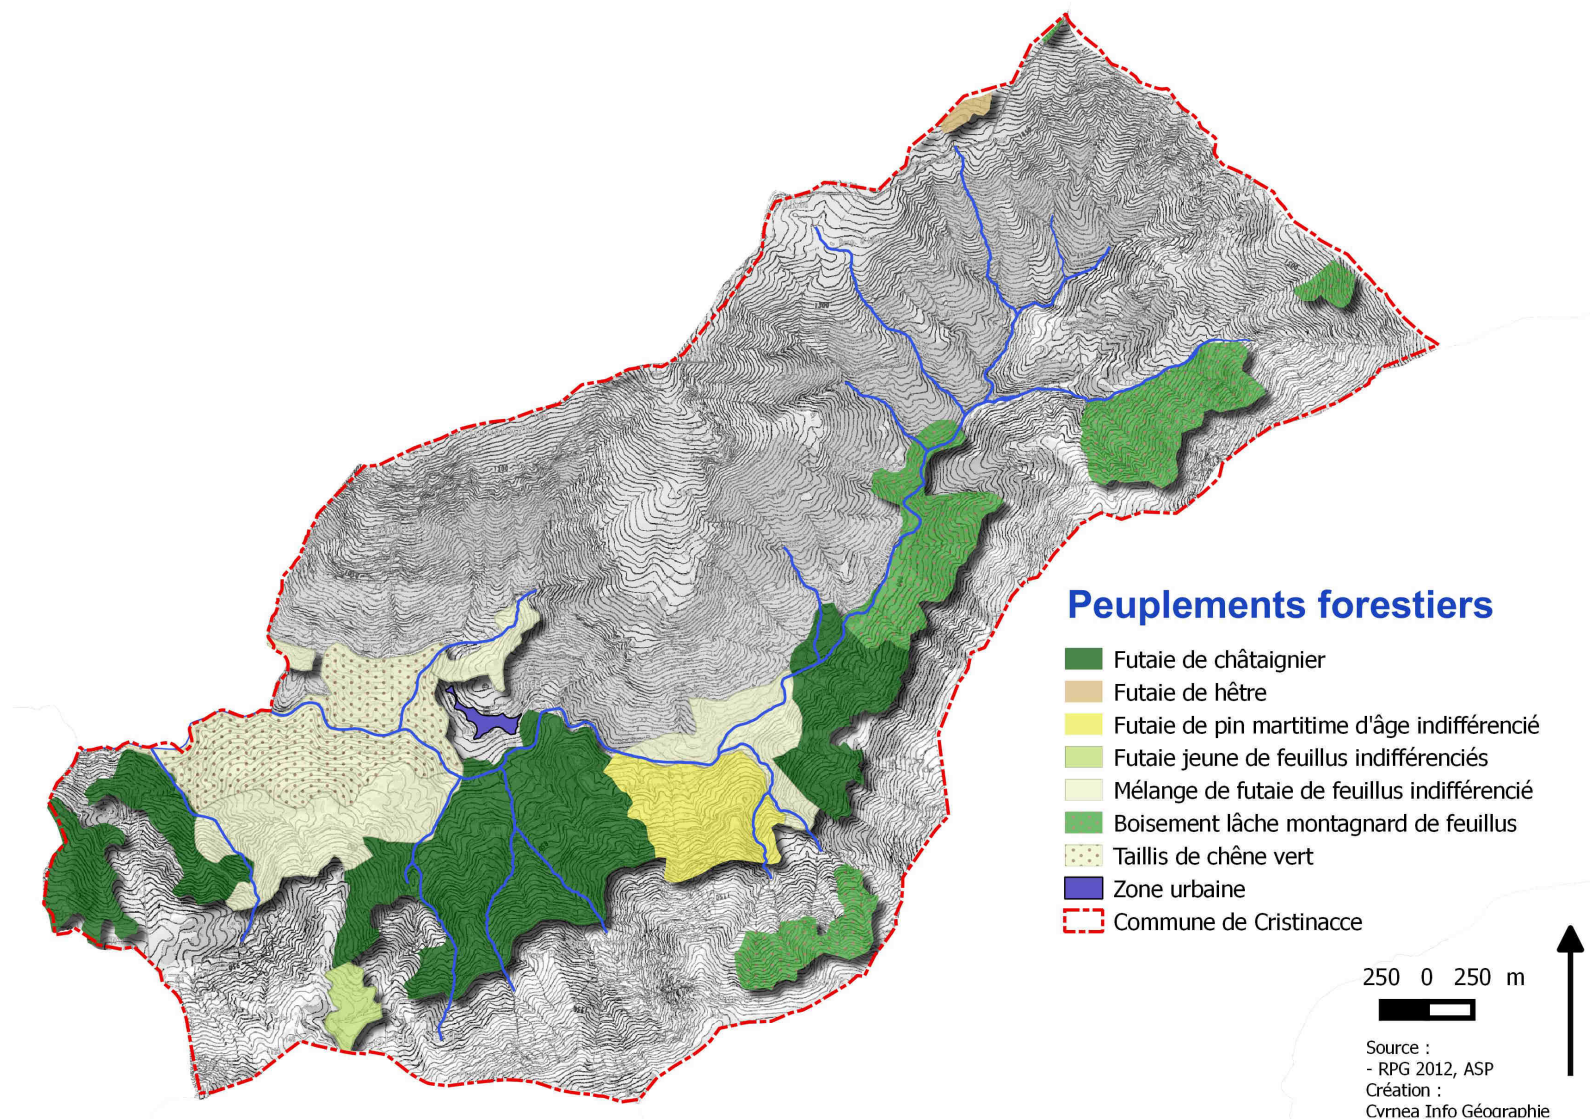 Peuplements forestiers
Futaie de châtaignier
Futaie de hêtre
Futaie de pin martitime d'âge indifférencié
Futaie jeune de feuillus indifférenciés
Mélange de futaie de feuillus indifférencié
Boisement lâche montagnard de feuillus
Taillis de chêne vert
Zone urbaine
Commune de Cristinacce
250 0 250 m
Source :
- RPG 2012, ASP
Création :
Cyrnea Info Géographie